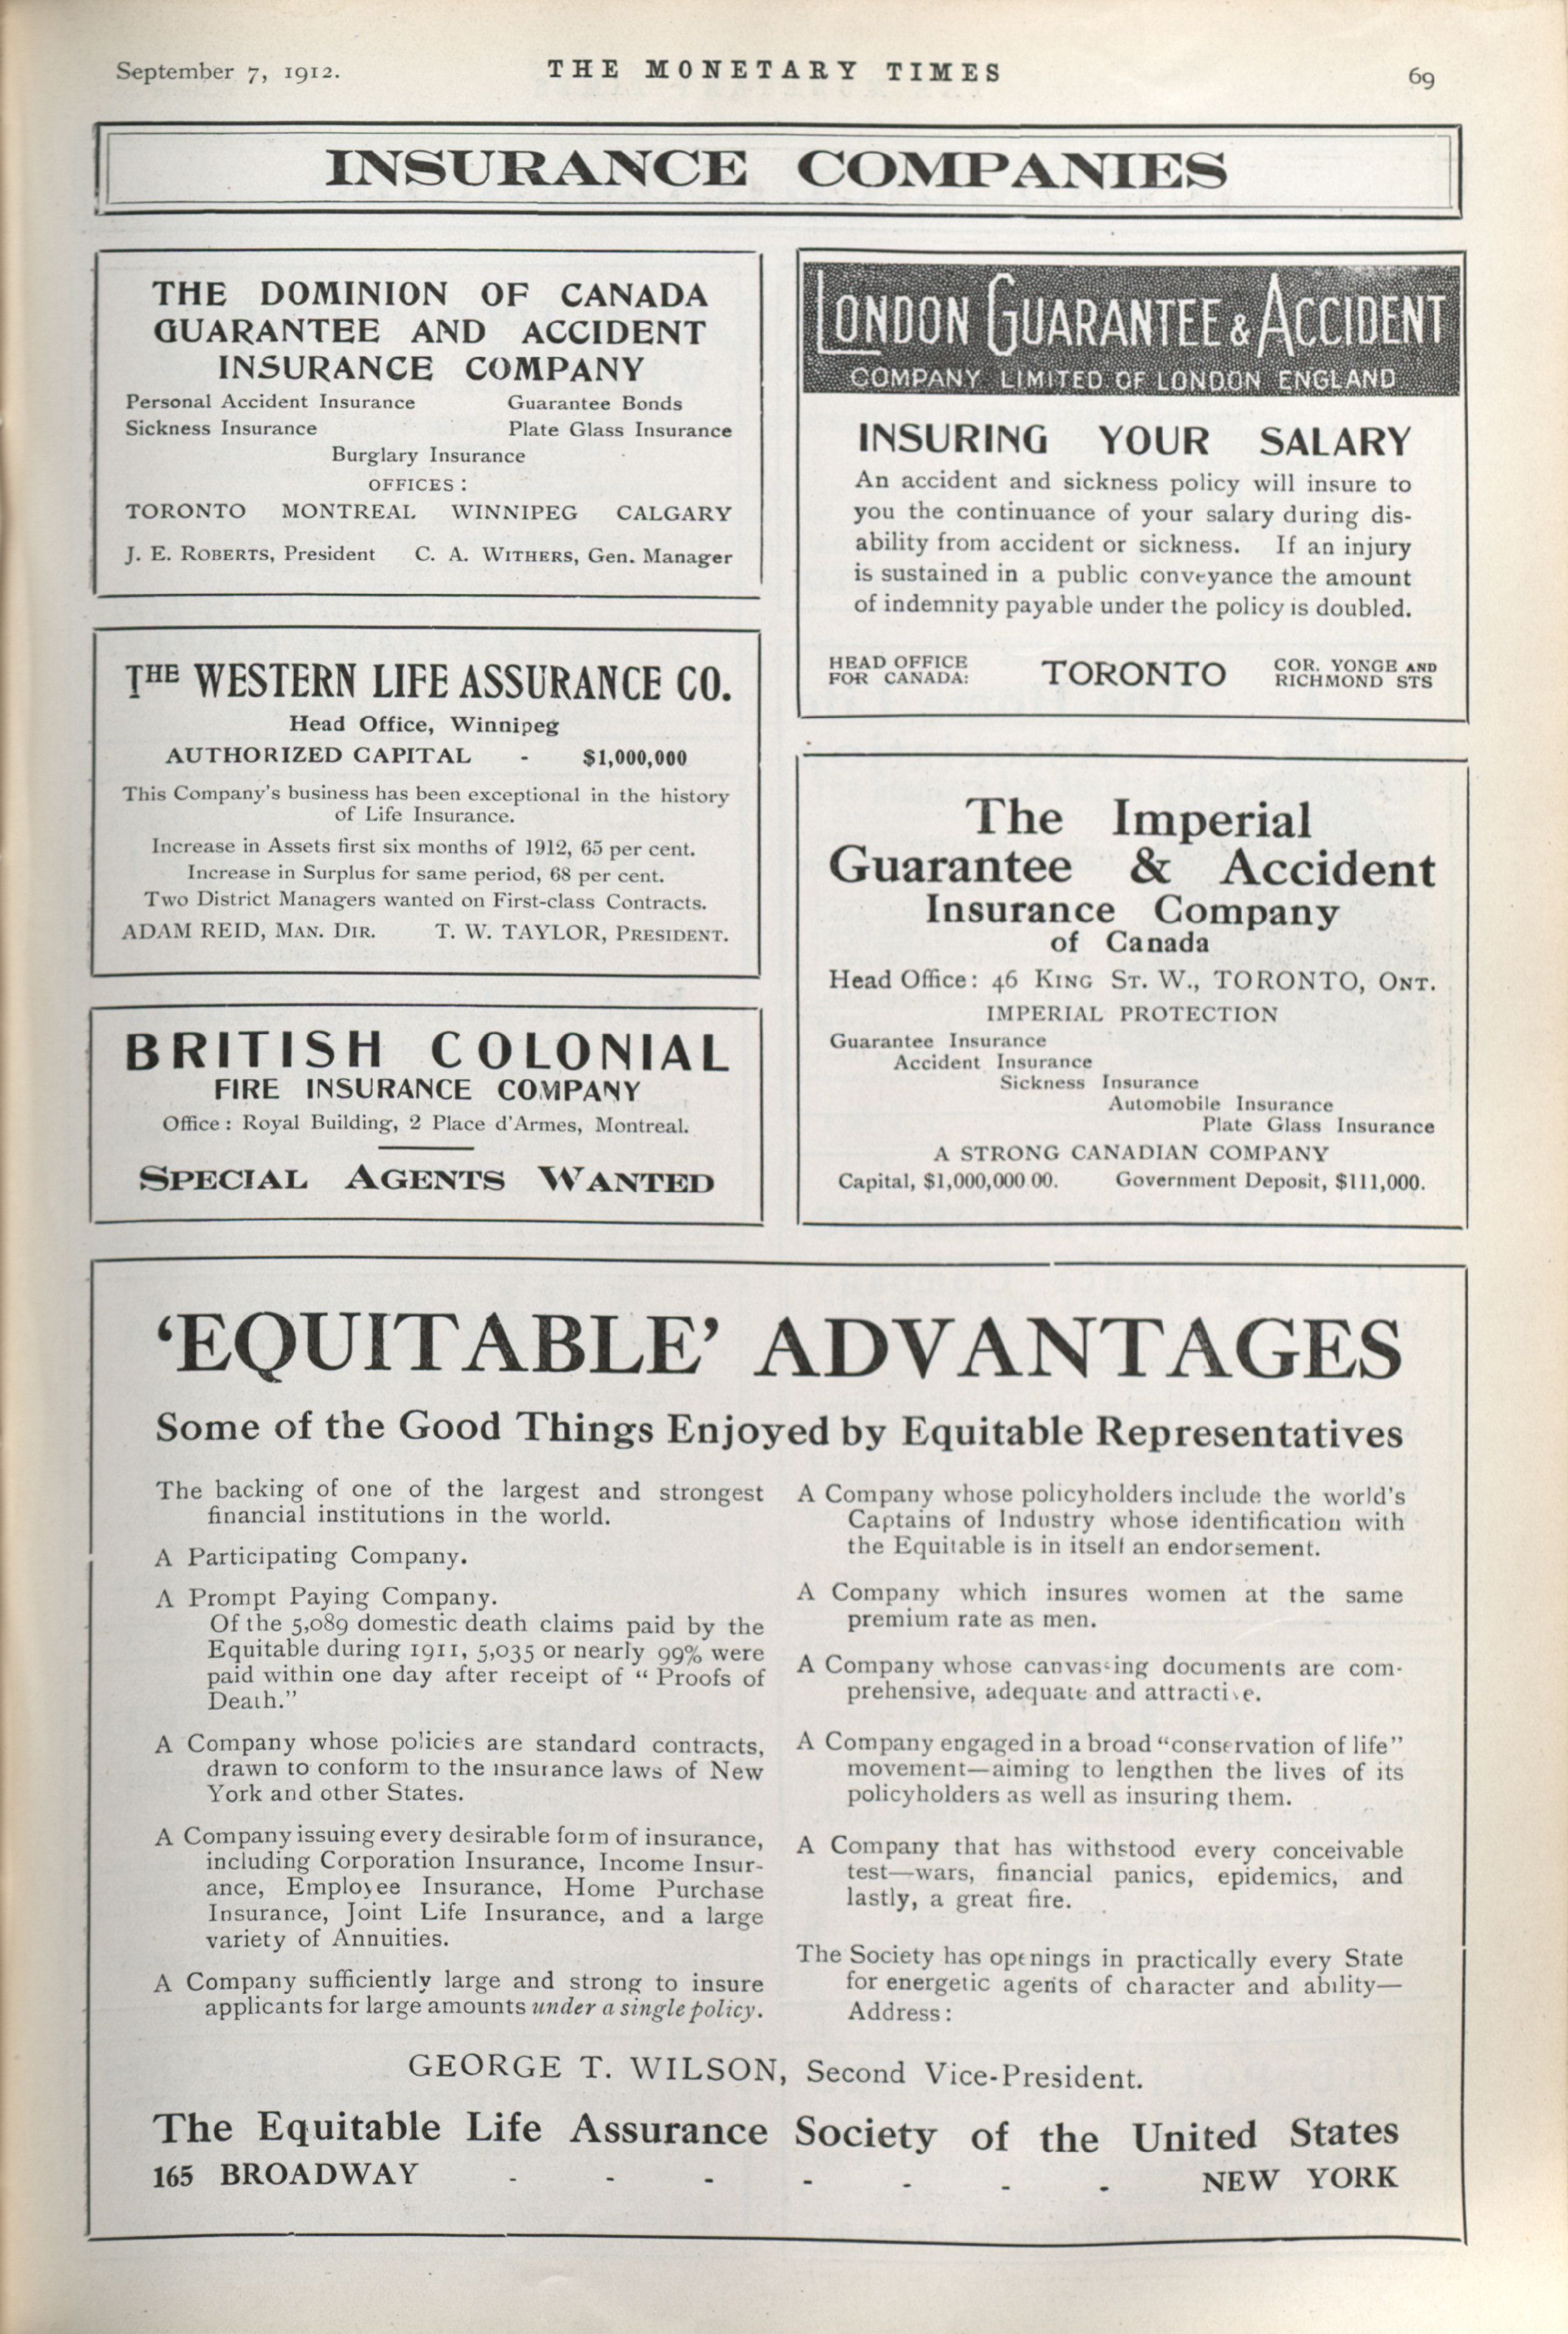 September 7, 1912.
THE MONETARY TIMES
69
INSURANCE COMPANIES
THE DOMINION OF CANADA
GUARANTEE AND ACCIDENT
INSURANCE COMPANY
Personal Accident Insurance Guarantee Bonds
Sickness Insurance Plate Glass Insurance
Burglary Insurance
OFFICES:
TORONTO MONTREAL WINNIPEG CALGARY
J. E. ROBERTS, President C. A. WITHERS, Gen. Manager
THE WESTERN LIFE ASSURANCE CO.
Head Office, Winnipeg
AUTHORIZED CAPITAL - $1,000,000
This Company's business has been exceptional in the history
of Life Insurance.
Increase in Assets first six months of 1912, 65 per cent.
Increase in Surplus for same period, 68 per cent.
Two District Managers wanted on First-class Contracts.
ADAM REID, MAN. DIR. T. W. TAYLOR, PRESIDENT.
BRITISH COLONIAL
FIRE INSURANCE COMPANY
Office: Royal Building, 2 Place d'Armes, Montreal.
SPECIAL AGENTS WANTED
LONDON GUARANTEE & ACCIDENT
COMPANY LIMITED OF LONDON ENGLAND
INSURING YOUR SALARY
An accident and sickness policy will insure to
you the continuance of your salary during dis-
ability from accident or sickness. If an injury
is sustained in a public conveyance the amount
of indemnity payable under the policy is doubled.
HEAD OFFICE
FOR CANADA:
TORONTO
COR. YONGE AND
RICHMOND STS
The Imperial
Guarantee & Accident
Insurance Company
of Canada
Head Office: 46 KING ST. W., TORONTO, ONT.
IMPERIAL PROTECTION
Guarantee Insurance
Accident Insurance
Sickness Insurance
Automobile Insurance
Plate Glass Insurance
A STRONG CANADIAN COMPANY
Capital, $1,000,000.00. Government Deposit, $111,000.
'EQUITABLE' ADVANTAGES
Some of the Good Things Enjoyed by Equitable Representatives
The backing of one of the largest and strongest
financial institutions in the world.
A Participating Company.
A Prompt Paying Company.
Of the 5,089 domestic death claims paid by the
Equitable during 1911, 5,035 or nearly 99% were
paid within one day after receipt of "Proofs of
Death."
A Company whose policies are standard contracts,
drawn to conform to the insurance laws of New
York and other States.
A Company issuing every desirable form of insurance,
including Corporation Insurance, Income Insur-
ance, Employee Insurance, Home Purchase
Insurance, Joint Life Insurance, and a large
variety of Annuities.
A Company sufficiently large and strong to insure
applicants for large amounts under a single policy.
A Company whose policyholders include the world's
Captains of Industry whose identification with
the Equitable is in itself an endorsement.
A Company which insures women at the same
premium rate as men.
A Company whose canvassing documents are com-
prehensive, adequate and attractive.
A Company engaged in a broad "conservation of life"
movement—aiming to lengthen the lives of its
policyholders as well as insuring them.
A Company that has withstood every conceivable
test—wars, financial panics, epidemics, and
lastly, a great fire.
The Society has openings in practically every State
for energetic agents of character and ability—
Address:
GEORGE T. WILSON, Second Vice-President.
The Equitable Life Assurance Society of the United States
165 BROADWAY - - - - - - - NEW YORK